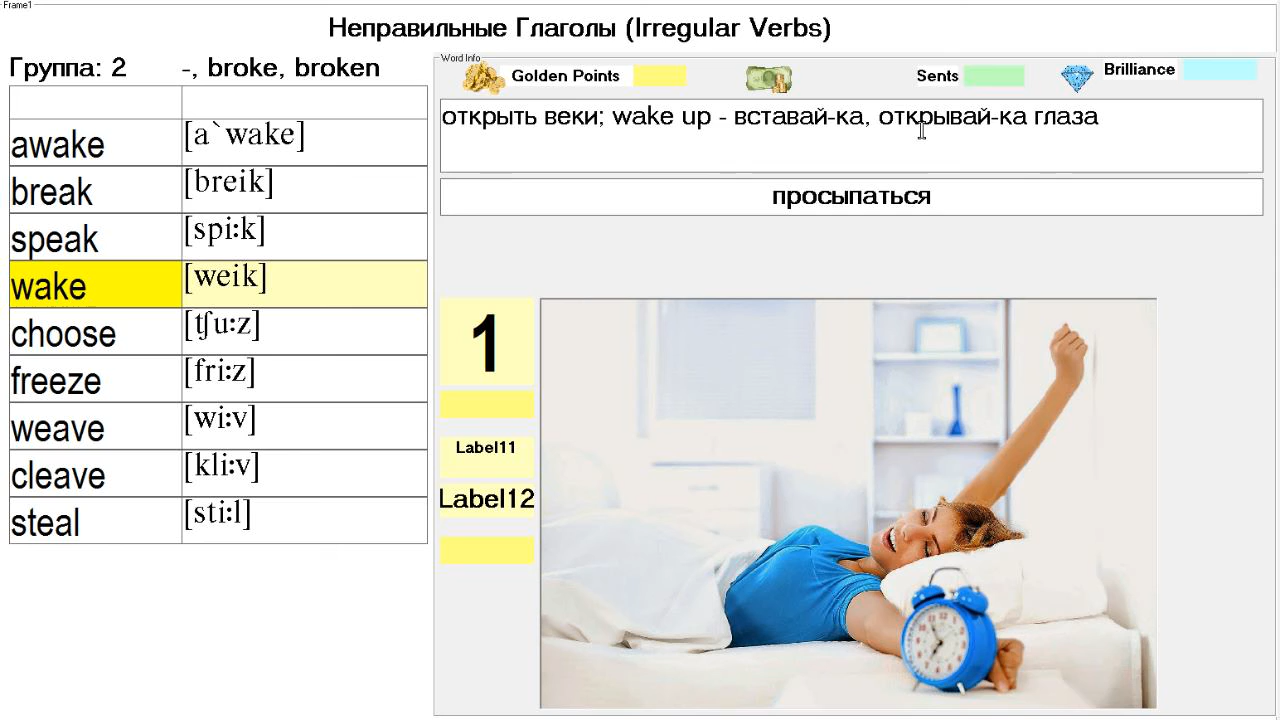 Frame1
Неправильные Глаголы (Irregular Verbs)
Группа: 2 -, broke, broken
awake [a`wake]
break [breik]
speak [spi:k]
wake [weik]
choose [tʃu:z]
freeze [fri:z]
weave [wi:v]
cleave [kli:v]
steal [sti:l]
Word Info
Golden Points Sents Brilliance
открыть веки; wake up - вставай-ка, открывай-ка глаза
просыпаться
1
Label11
Label12